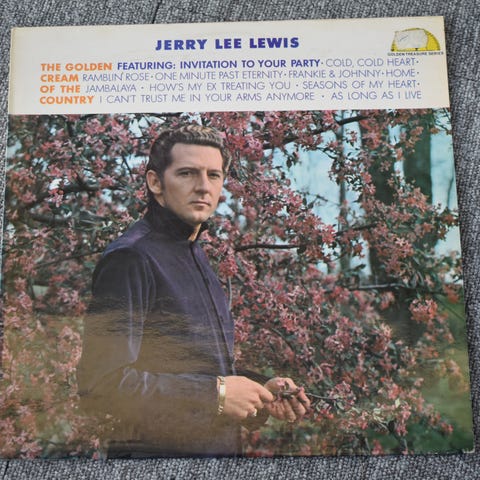 JERRY LEE LEWIS
GOLDEN TREASURE SERIES
THE GOLDEN FEATURING: INVITATION TO YOUR PARTY • COLD, COLD HEART •
CREAM RAMBLIN' ROSE • ONE MINUTE PAST ETERNITY • FRANKIE & JOHNNY • HOME •
OF THE JAMBALAYA • HOW'S MY EX TREATING YOU • SEASONS OF MY HEART •
COUNTRY I CAN'T TRUST ME IN YOUR ARMS ANYMORE • AS LONG AS I LIVE